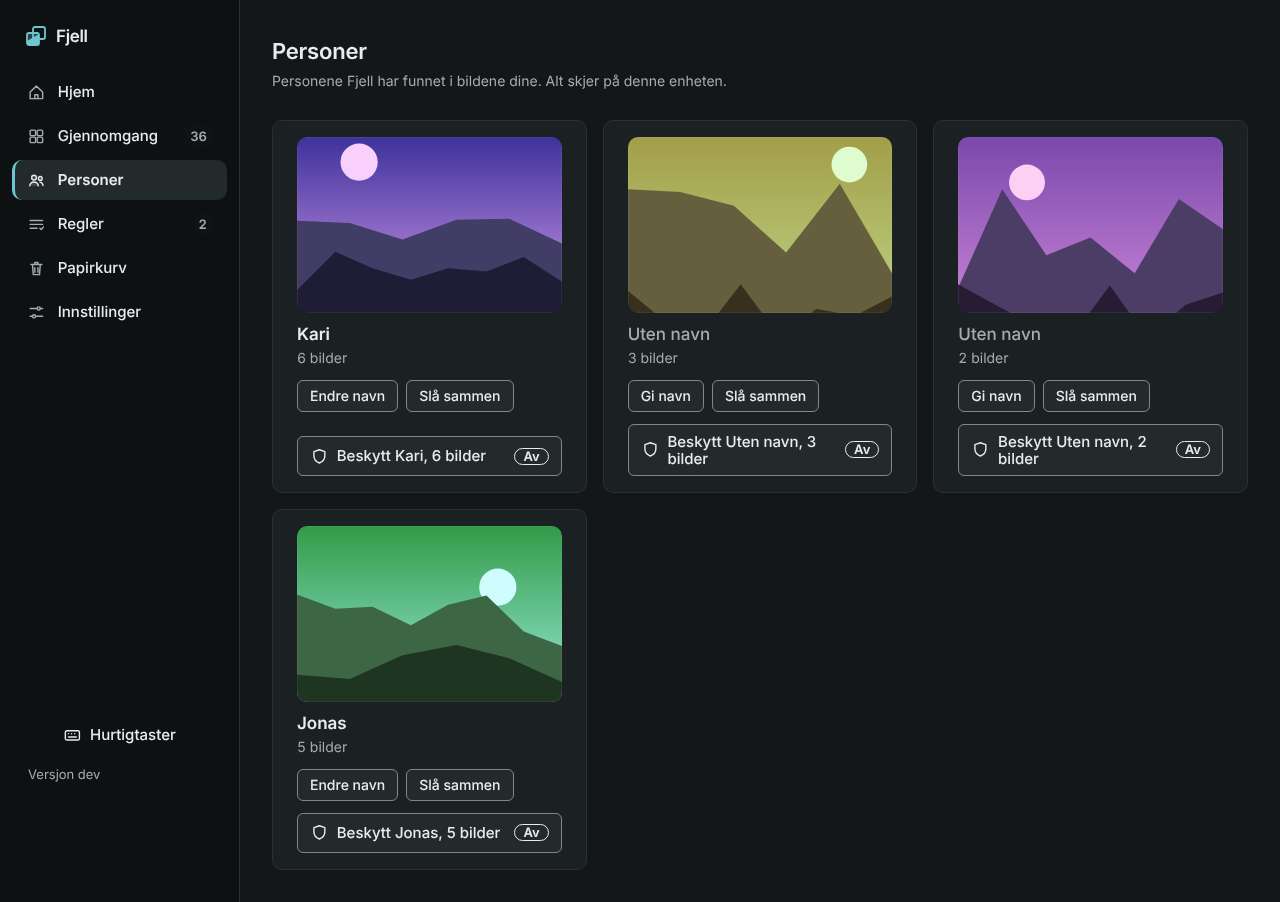 Fjell
Hjem
Gjennomgang 36
Personer
Regler 2
Papirkurv
Innstillinger
Hurtigtaster
Versjon dev
Personer
Personene Fjell har funnet i bildene dine. Alt skjer på denne enheten.
Kari
6 bilder
Endre navn Slå sammen
Beskytt Kari, 6 bilder Av
Uten navn
3 bilder
Gi navn Slå sammen
Beskytt Uten navn, 3
bilder Av
Uten navn
2 bilder
Gi navn Slå sammen
Beskytt Uten navn, 2
bilder Av
Jonas
5 bilder
Endre navn Slå sammen
Beskytt Jonas, 5 bilder Av